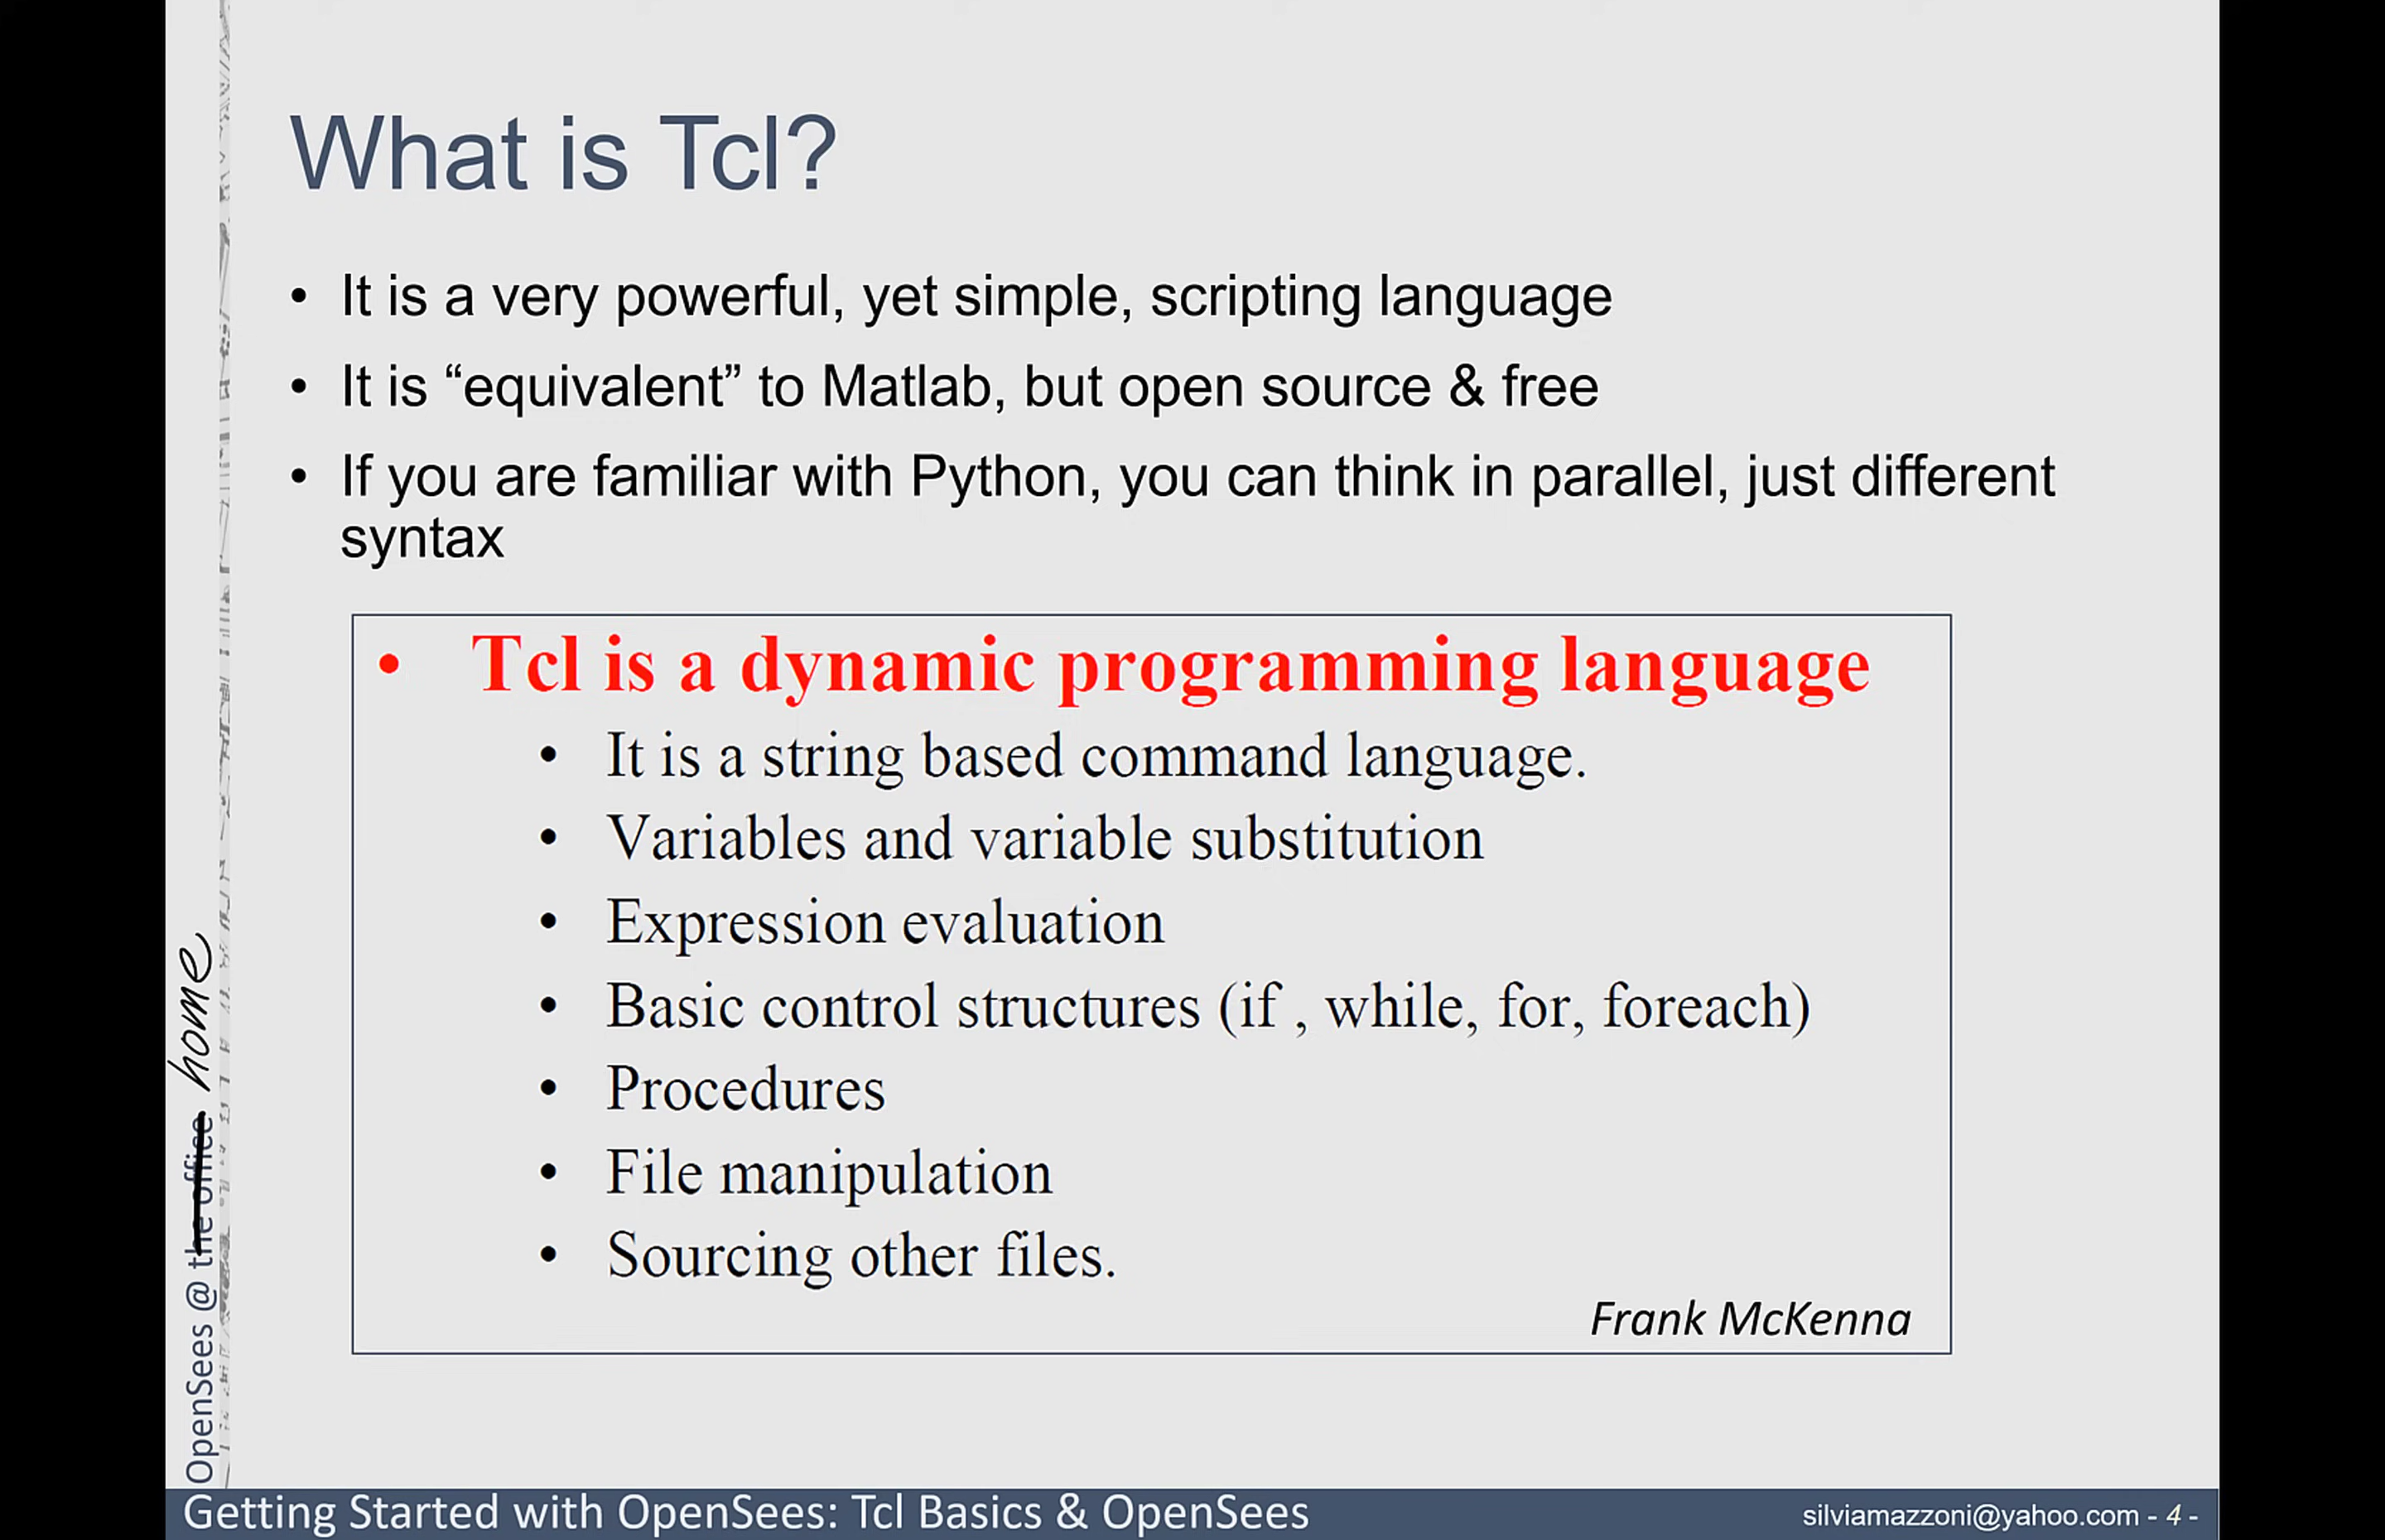 What is Tcl?
• It is a very powerful, yet simple, scripting language
• It is “equivalent” to Matlab, but open source & free
• If you are familiar with Python, you can think in parallel, just different
syntax
• Tcl is a dynamic programming language
• It is a string based command language.
• Variables and variable substitution
• Expression evaluation
• Basic control structures (if , while, for, foreach)
• Procedures
• File manipulation
• Sourcing other files.
Frank McKenna
OpenSees @ the office home
Getting Started with OpenSees: Tcl Basics & OpenSees
silviamazzoni@yahoo.com - 4 -